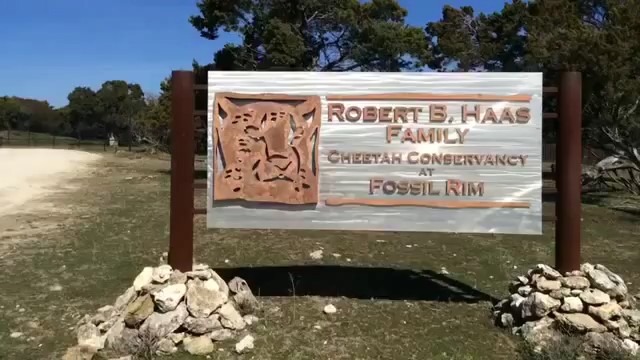 Robert B. Haas
Family
Cheetah Conservancy
at
Fossil Rim